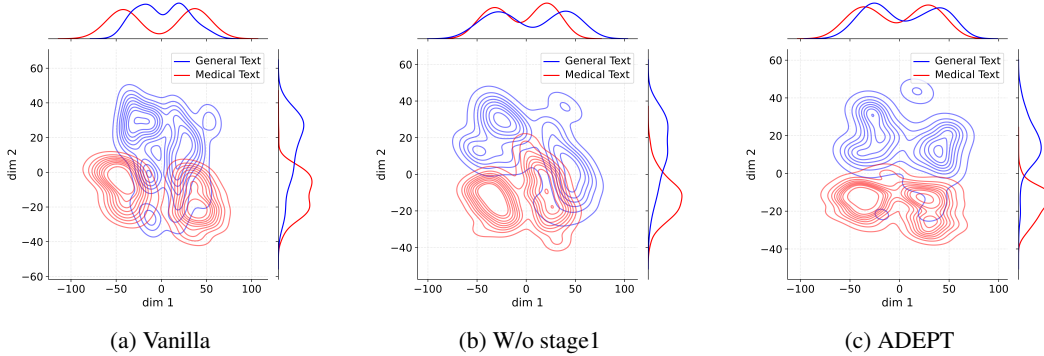 General Text
Medical Text
60
40
20
0
−20
−40
−60
dim 2
−100
−50
0
50
100
dim 1
(a) Vanilla
General Text
Medical Text
60
40
20
0
−20
−40
dim 2
−100
−50
0
50
100
dim 1
(b) W/o stage1
General Text
Medical Text
60
40
20
0
−20
−40
dim 2
−100
−50
0
50
100
dim 1
(c) ADEPT